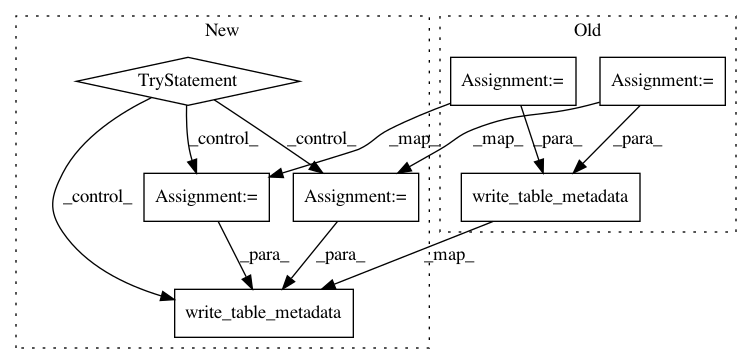 New
Old
TryStatement
Assignment:=
Assignment:=
_control_
_control_
_map_
_map_
_para_
_para_
_control_
Assignment:=
Assignment:=
write_table_metadata
_para_
_para_
_map_
write_table_metadata